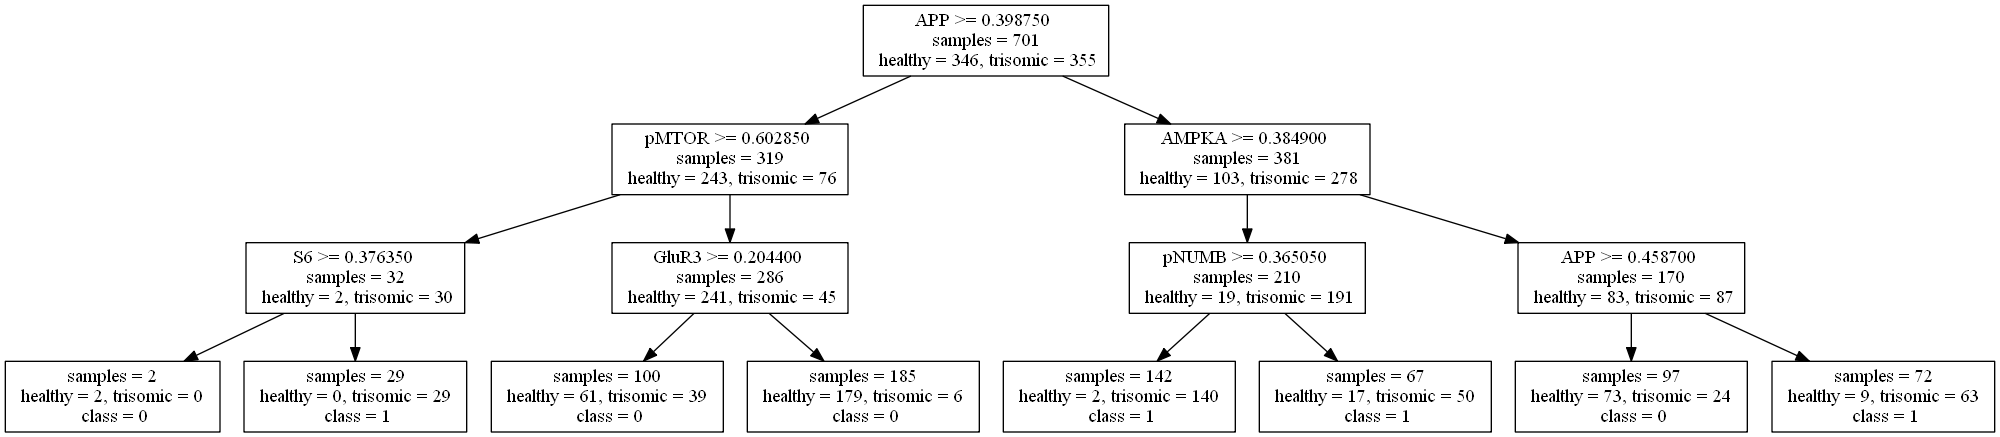 APP >= 0.398750
samples = 701
healthy = 346, trisomic = 355
pMTOR >= 0.602850
samples = 319
healthy = 243, trisomic = 76
AMPKA >= 0.384900
samples = 381
healthy = 103, trisomic = 278
S6 >= 0.376350
samples = 32
healthy = 2, trisomic = 30
GluR3 >= 0.204400
samples = 286
healthy = 241, trisomic = 45
pNUMB >= 0.365050
samples = 210
healthy = 19, trisomic = 191
APP >= 0.458700
samples = 170
healthy = 83, trisomic = 87
samples = 2
healthy = 2, trisomic = 0
class = 0
samples = 29
healthy = 0, trisomic = 29
class = 1
samples = 100
healthy = 61, trisomic = 39
class = 0
samples = 185
healthy = 179, trisomic = 6
class = 0
samples = 142
healthy = 2, trisomic = 140
class = 1
samples = 67
healthy = 17, trisomic = 50
class = 1
samples = 97
healthy = 73, trisomic = 24
class = 0
samples = 72
healthy = 9, trisomic = 63
class = 1